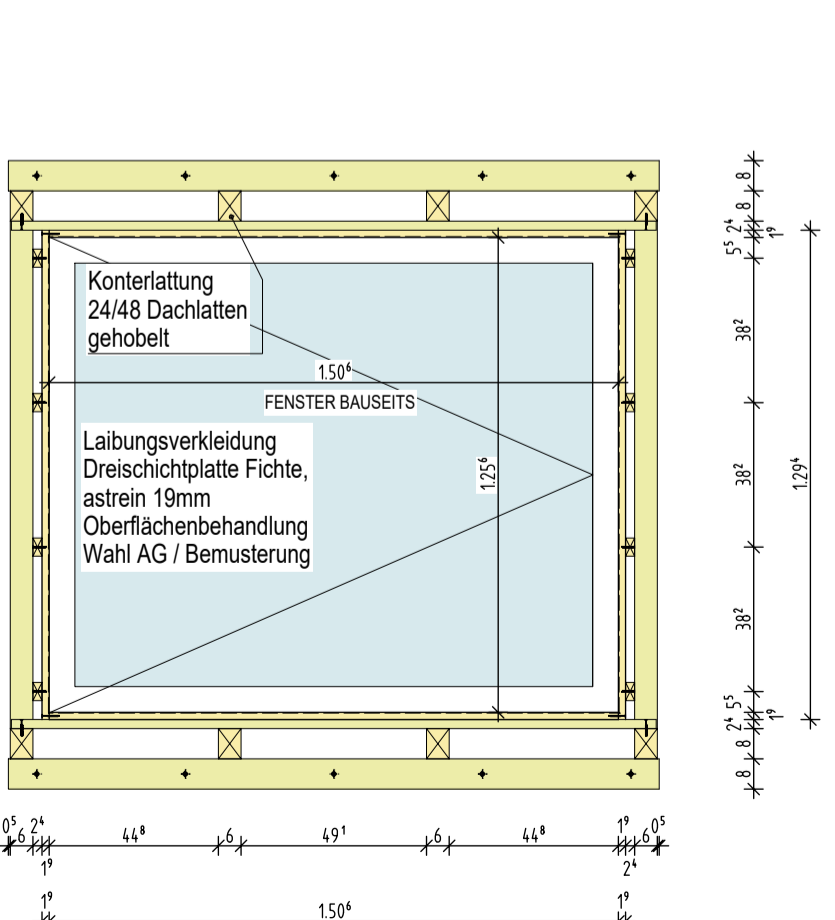 8
8
2⁴
1⁹
5⁵
38²
38²
38²
1.29⁴
5⁵
1⁹
2⁴
8
8
Konterlattung
24/48 Dachlatten
gehobelt
1.50⁶
FENSTER BAUSEITS
1.25⁶
Laibungsverkleidung
Dreischichtplatte Fichte,
astrein 19mm
Oberflächenbehandlung
Wahl AG / Bemusterung
0⁵ 6 2⁴ 44⁸ 6 49¹ 6 44⁸ 1⁹ 6 0⁵
1⁹ 2⁴
1⁹ 1.50⁶ 1⁹